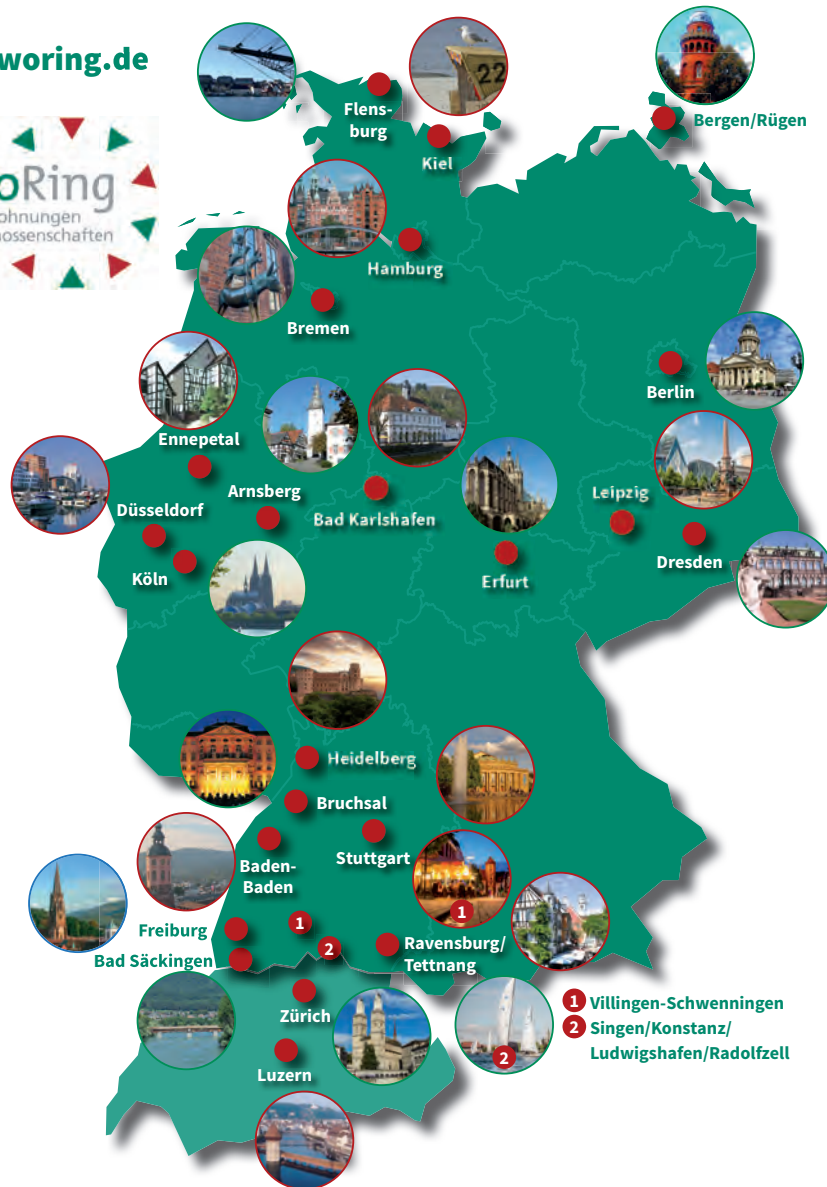 woring.de
oRing
ohnungen
nossenschaften
22
Flens-
burg
Kiel
Bergen/Rügen
Hamburg
Bremen
Berlin
Ennepetal
Arnsberg
Bad Karlshafen
Leipzig
Düsseldorf
Köln
Erfurt
Dresden
Heidelberg
Bruchsal
Stuttgart
Baden-
Baden
1
Freiburg
1
2
Ravensburg/
Tettnang
Bad Säckingen
Zürich
Luzern
2
1 Villingen-Schwenningen
2 Singen/Konstanz/
Ludwigshafen/Radolfzell